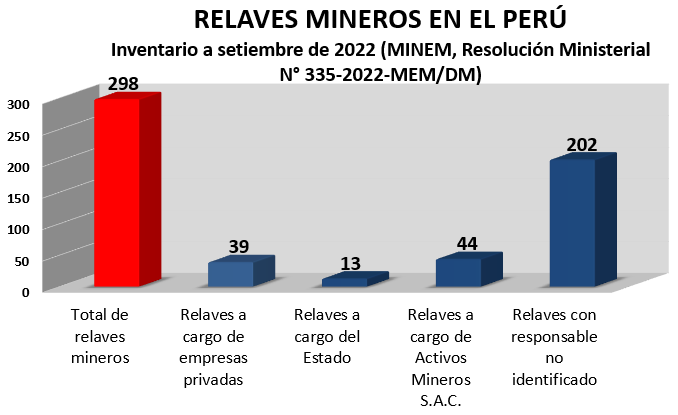 RELAVES MINEROS EN EL PERÚ
Inventario a setiembre de 2022 (MINEM, Resolución Ministerial
N° 335-2022-MEM/DM)
298
300
250
200
150
100
50
0
39
13
44
202
Total de
relaves
mineros
Relaves a
cargo de
empresas
privadas
Relaves a
cargo del
Estado
Relaves a
cargo de
Activos
Mineros
S.A.C.
Relaves con
responsable
no
identificado